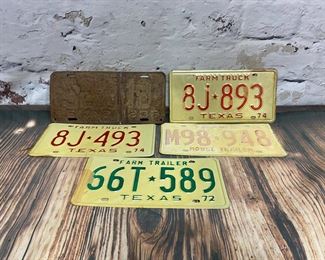 FARM TRUCK
8J★893
TEXAS 74
FARM TRUCK
8J★493
TEXAS 74
M98★948
FARM TRAILER
66T★589
TEXAS 72